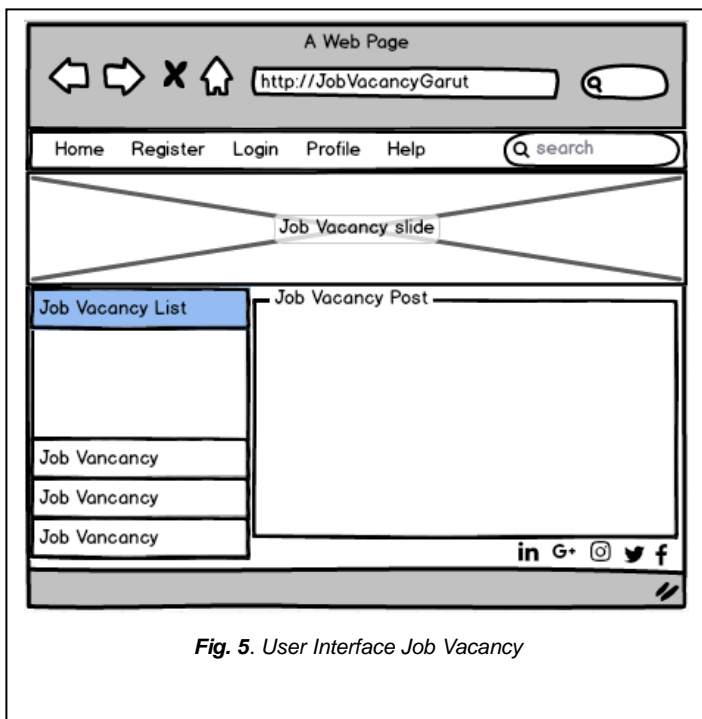 A Web Page
http://JobVacancyGarut
Home Register Login Profile Help search
Job Vacancy slide
Job Vacancy List
Job Vacancy Post
Job Vancancy
Job Vancancy
Job Vancancy
in G+ f
Fig. 5. User Interface Job Vacancy